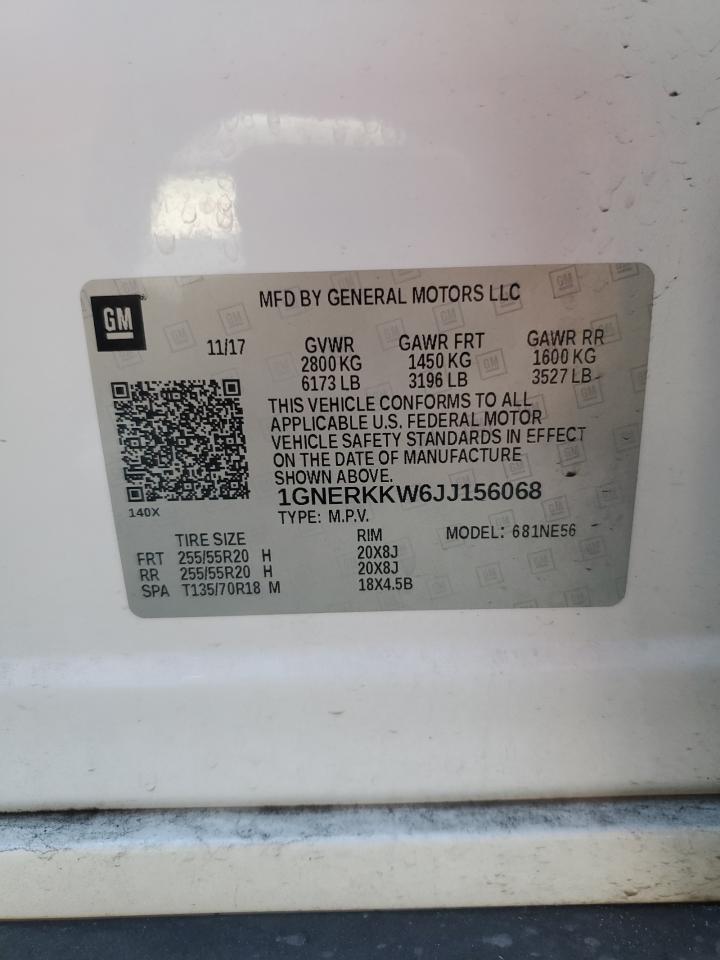 GM
MFD BY GENERAL MOTORS LLC
11/17 GVWR GAWR FRT GAWR RR
2800 KG 1450 KG 1600 KG
6173 LB 3196 LB 3527 LB
THIS VEHICLE CONFORMS TO ALL
APPLICABLE U.S. FEDERAL MOTOR
VEHICLE SAFETY STANDARDS IN EFFECT
ON THE DATE OF MANUFACTURE
SHOWN ABOVE.
1GNERKKW6JJ156068
140X
TYPE: M.P.V.
MODEL: 681NE56
TIRE SIZE RIM
FRT 255/55R20 H 20X8J
RR 255/55R20 H 20X8J
SPA T135/70R18 M 18X4.5B